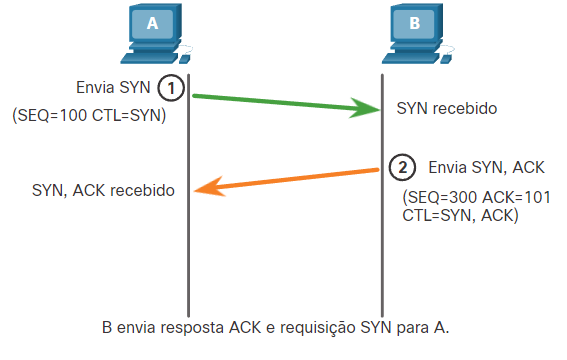 A
B
Envia SYN 1
(SEQ=100 CTL=SYN)
SYN recebido
2 Envia SYN, ACK
SYN, ACK recebido
(SEQ=300 ACK=101
CTL=SYN, ACK)
B envia resposta ACK e requisição SYN para A.